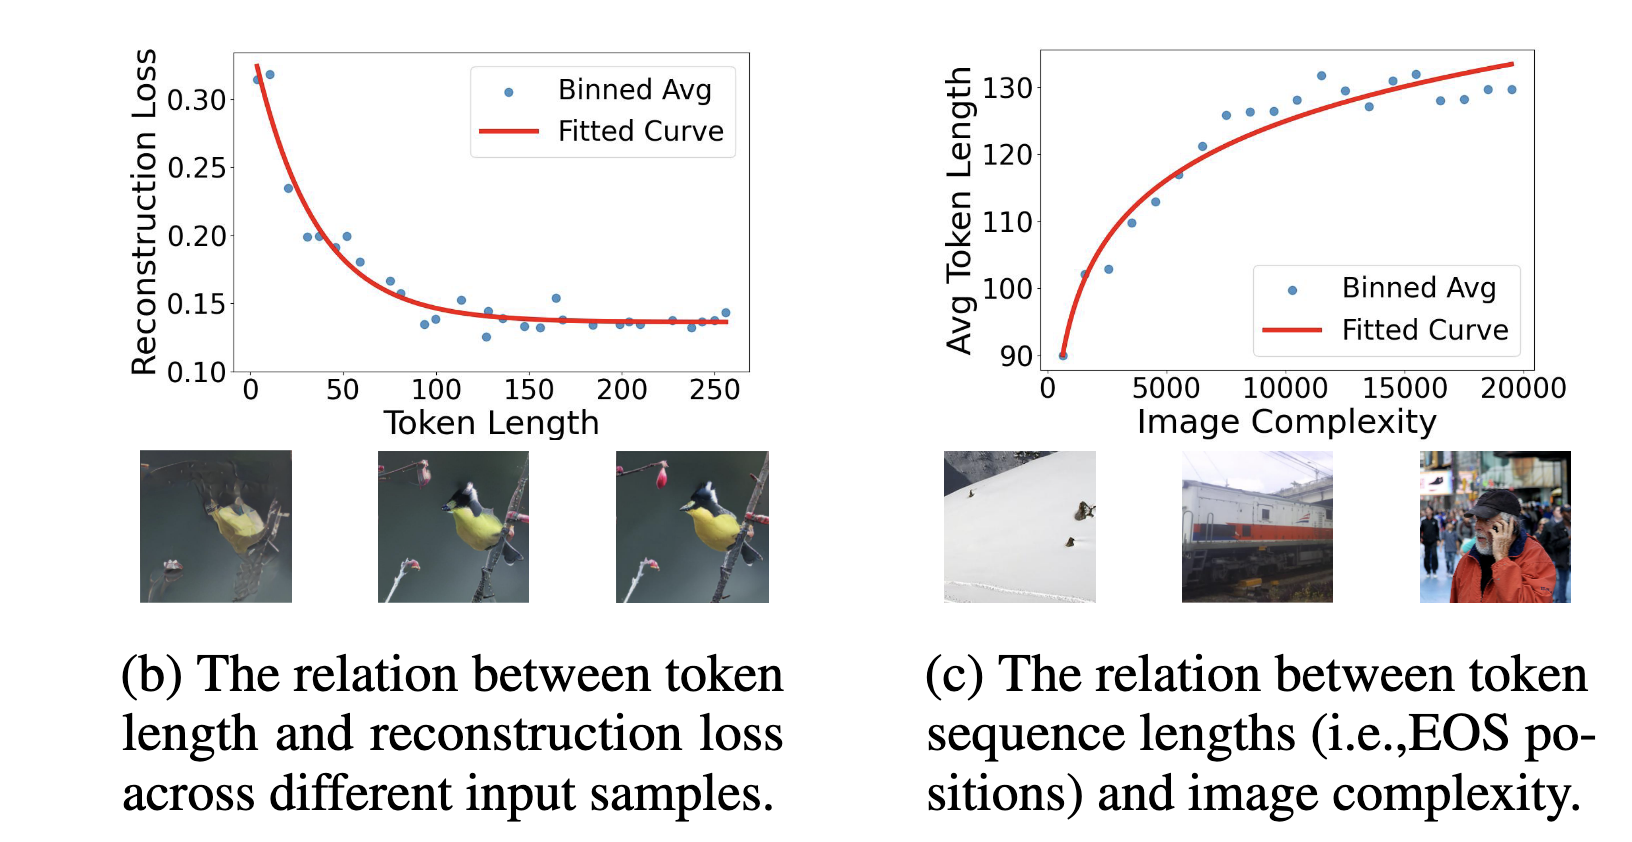 Reconstruction Loss
0.30
0.25
0.20
0.15
0.10
Binned Avg
Fitted Curve
0 50 100 150 200 250
Token Length
Avg Token Length
130
120
110
100
90
Binned Avg
Fitted Curve
0 5000 10000 15000 20000
Image Complexity
(b) The relation between token
length and reconstruction loss
across different input samples.
(c) The relation between token
sequence lengths (i.e.,EOS po-
sitions) and image complexity.